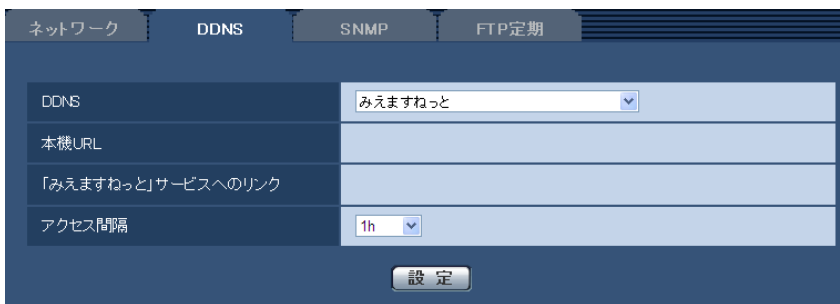 ネットワーク DDNS SNMP FTP定期
DDNS みえますねっと
本機URL
「みえますねっと」サービスへのリンク
アクセス間隔 1h
設 定